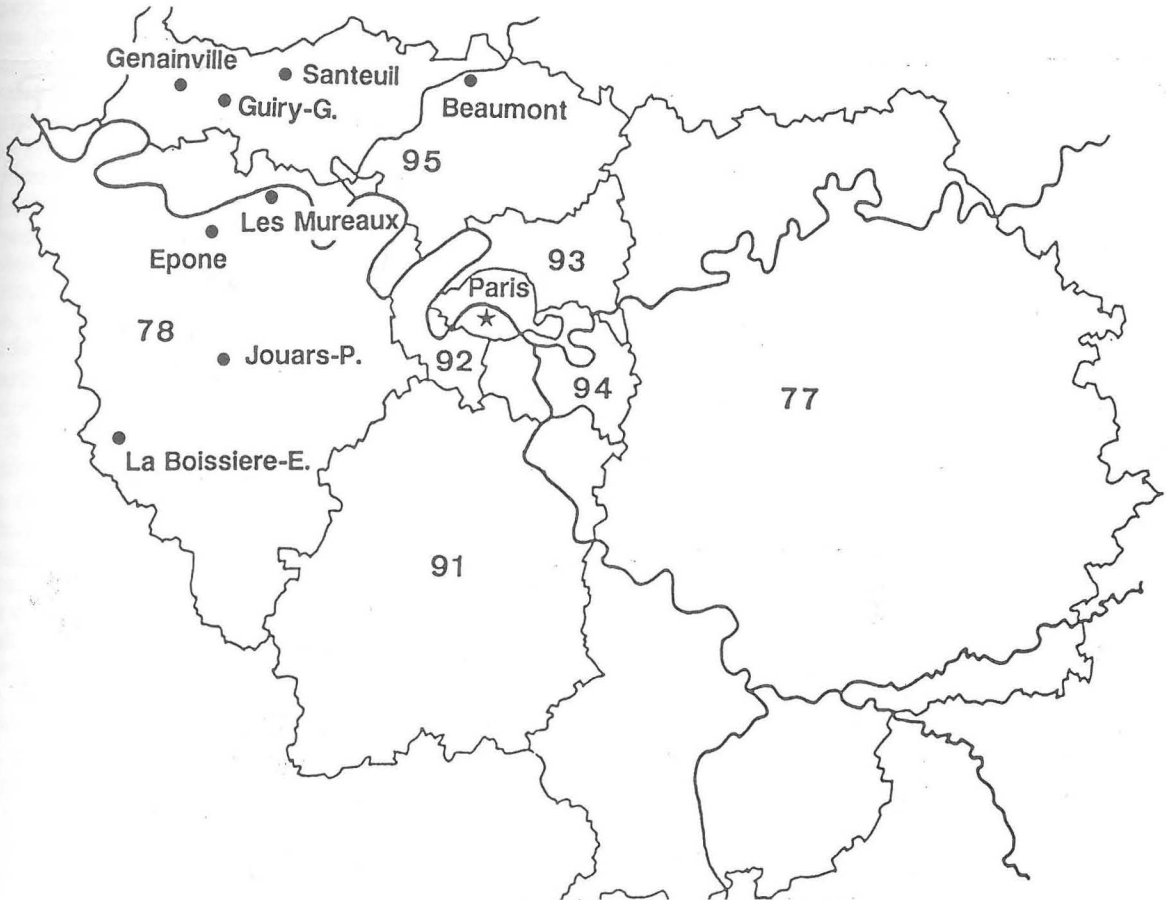 Genainville
Santeuil
Guiry-G.
Beaumont
95
Les Mureaux
Epone
93
Paris
78
Jouars-P.
92
94
77
La Boissiere-E.
91